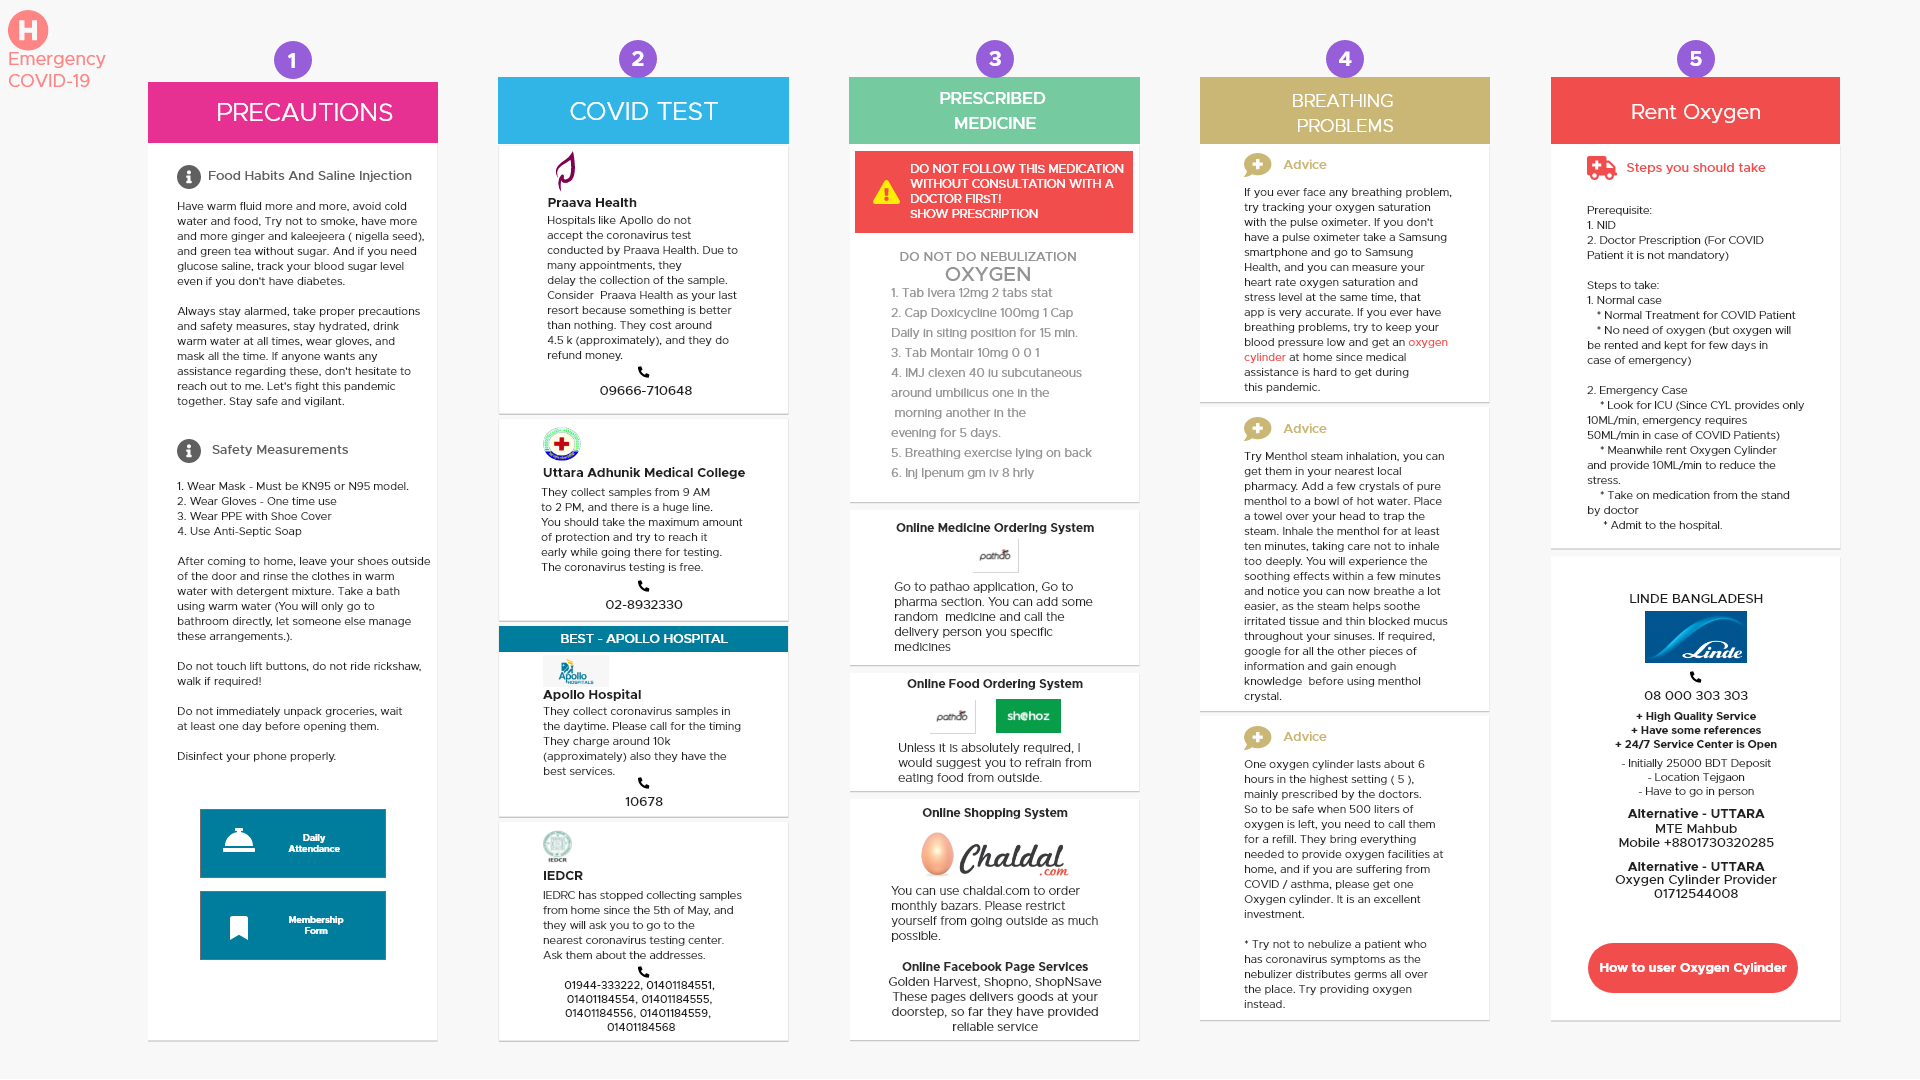 H
Emergency
COVID-19
1
PRECAUTIONS
Food Habits And Saline Injection
Have warm fluid more and more, avoid cold
water and food, Try not to smoke, have more
and more ginger and kaleejeera ( nigella seed),
and green tea without sugar. And if you need
glucose saline, track your blood sugar level
even if you don't have diabetes.
Always stay alarmed, take proper precautions
and safety measures, stay hydrated, drink
warm water at all times, wear gloves, and
mask all the time. If anyone wants any
assistance regarding these, don't hesitate to
reach out to me. Let's fight this pandemic
together. Stay safe and vigilant.
Safety Measurements
1. Wear Mask - Must be KN95 or N95 model.
2. Wear Gloves - One time use
3. Wear PPE with Shoe Cover
4. Use Anti-Septic Soap
After coming to home, leave your shoes outside
of the door and rinse the clothes in warm
water with detergent mixture. Take a bath
using warm water (You will only go to
bathroom directly, let someone else manage
these arrangements.).
Do not touch lift buttons, do not ride rickshaw,
walk if required!
Do not immediately unpack groceries, wait
at least one day before opening them.
Disinfect your phone properly.
Daily
Attendance
Membership
Form
2
COVID TEST
Praava Health
Hospitals like Apollo do not
accept the coronavirus test
conducted by Praava Health. Due to
many appointments, they
delay the collection of the sample.
Consider  Praava Health as your last
resort because something is better
than nothing. They cost around
4.5 k (approximately), and they do
refund money.
09666-710648
Uttara Adhunik Medical College
They collect samples from 9 AM
to 2 PM, and there is a huge line.
You should take the maximum amount
of protection and try to reach it
early while going there for testing.
The coronavirus testing is free.
02-8932330
BEST - APOLLO HOSPITAL
Apollo
HOSPITALS
Apollo Hospital
They collect coronavirus samples in
the daytime. Please call for the timing
They charge around 10k
(approximately) also they have the
best services.
10678
IEDCR
IEDCR
IEDRC has stopped collecting samples
from home since the 5th of May, and
they will ask you to go to the
nearest coronavirus testing center.
Ask them about the addresses.
01944-333222, 01401184551,
01401184554, 01401184555,
01401184556, 01401184559,
01401184568
3
PRESCRIBED
MEDICINE
DO NOT FOLLOW THIs MEDICATION
WITHOUT CONSULTATION WITH A
DOCTOR FIRST!
SHOW PRESCRIPTION
DO NOT DO NEBULIZATION
OXYGEN
1. Tab Ivera 12mg 2 tabs stat
2. Cap Doxicycline 100mg 1 Cap
Daily in siting position for 15 min.
3. Tab Montair 10mg 0 0 1
4. IMJ clexen 40 iu subcutaneous
around umbilicus one in the
morning another in the
evening for 5 days.
5. Breathing exercise lying on back
6. Inj Ipenum gm iv 8 hrly
Online Medicine Ordering System
pathao
Go to pathao application, Go to
pharma section. You can add some
random  medicine and call the
delivery person you specific
medicines
Online Food Ordering System
pathao
shohoz
Unless it is absolutely required, I
would suggest you to refrain from
eating food from outside.
Online Shopping System
Chaldal
.com
You can use chaldal.com to order
monthly bazars. Please restrict
yourself from going outside as much
possible.
Online Facebook Page Services
Golden Harvest, Shopno, ShopNSave
These pages delivers goods at your
doorstep, so far they have provided
reliable service
4
BREATHING
PROBLEMS
Advice
If you ever face any breathing problem,
try tracking your oxygen saturation
with the pulse oximeter. If you don't
have a pulse oximeter take a Samsung
smartphone and go to Samsung
Health, and you can measure your
heart rate oxygen saturation and
stress level at the same time, that
app is very accurate. If you ever have
breathing problems, try to keep your
blood pressure low and get an oxygen
cylinder at home since medical
assistance is hard to get during
this pandemic.
Advice
Try Menthol steam inhalation, you can
get them in your nearest local
pharmacy. Add a few crystals of pure
menthol to a bowl of hot water. Place
a towel over your head to trap the
steam. Inhale the menthol for at least
ten minutes, taking care not to inhale
too deeply. You will experience the
soothing effects within a few minutes
and notice you can now breathe a lot
easier, as the steam helps soothe
irritated tissue and thin blocked mucus
throughout your sinuses. If required,
google for all the other pieces of
information and gain enough
knowledge  before using menthol
crystal.
Advice
One oxygen cylinder lasts about 6
hours in the highest setting ( 5 ),
mainly prescribed by the doctors.
So to be safe when 500 liters of
oxygen is left, you need to call them
for a refill. They bring everything
needed to provide oxygen facilities at
home, and if you are suffering from
COVID / asthma, please get one
Oxygen cylinder. It is an excellent
investment.
* Try not to nebulize a patient who
has coronavirus symptoms as the
nebulizer distributes germs all over
the place. Try providing oxygen
instead.
5
Rent Oxygen
Steps you should take
Prerequisite:
1. NID
2. Doctor Prescription (For COVID
Patient it is not mandatory)
Steps to take:
1. Normal case
* Normal Treatment for COVID Patient
* No need of oxygen (but oxygen will
be rented and kept for few days in
case of emergency)
2. Emergency Case
* Look for ICU (Since CYL provides only
10ML/min, emergency requires
50ML/min in case of COVID Patients)
* Meanwhile rent Oxygen Cylinder
and provide 10ML/min to reduce the
stress.
* Take on medication from the stand
by doctor
* Admit to the hospital.
LINDE BANGLADESH
Linde
08 000 303 303
+ High Quality Service
+ Have some references
+ 24/7 Service Center is Open
- Initially 25000 BDT Deposit
- Location Tejgaon
- Have to go in person
Alternative - UTTARA
MTE Mahbub
Mobile +8801730320285
Alternative - UTTARA
Oxygen Cylinder Provider
01712544008
How to user Oxygen Cylinder